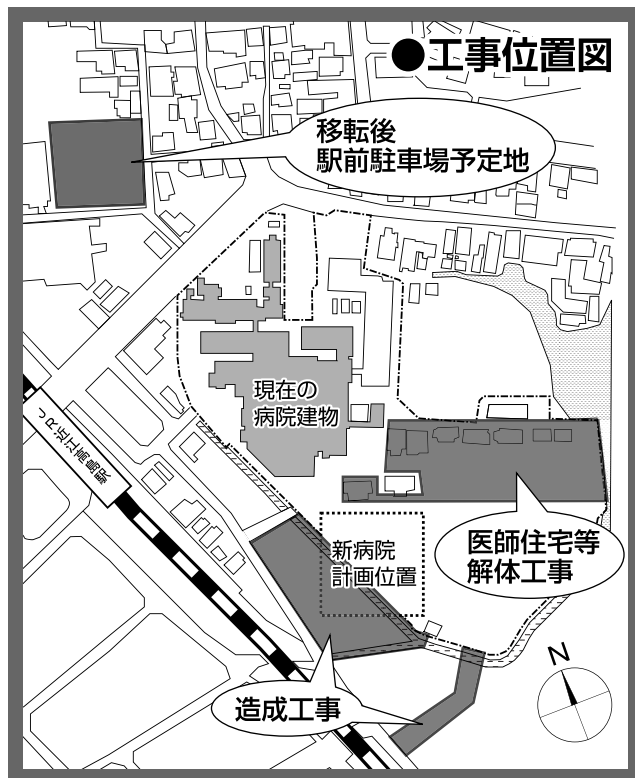 ●工事位置図
移転後
駅前駐車場予定地
現在の
病院建物
JR近江高島駅
新病院
計画位置
医師住宅等
解体工事
造成工事
N